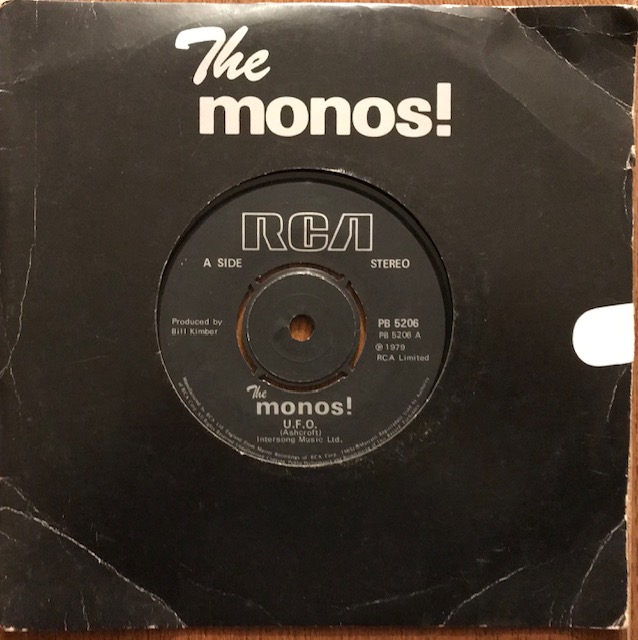 The
monos!
RCA
A SIDE
STEREO
Produced by
Bill Kimber
PB 5206
PB 5206 A
℗ 1979
RCA Limited
The
monos!
U.F.O.
(Ashcroft)
Intersong Music Ltd.